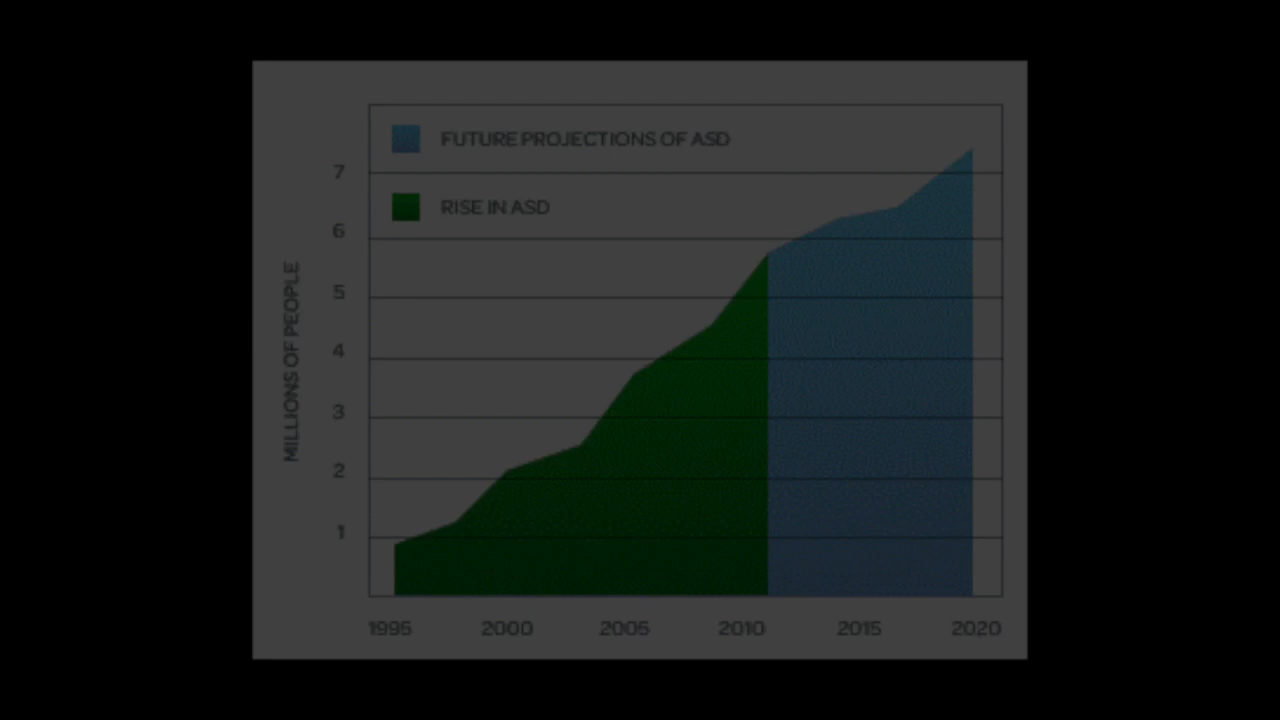 FUTURE PROJECTIONS OF ASD
RISE IN ASD
MILLIONS OF PEOPLE
7
6
5
4
3
2
1
1995 2000 2005 2010 2015 2020